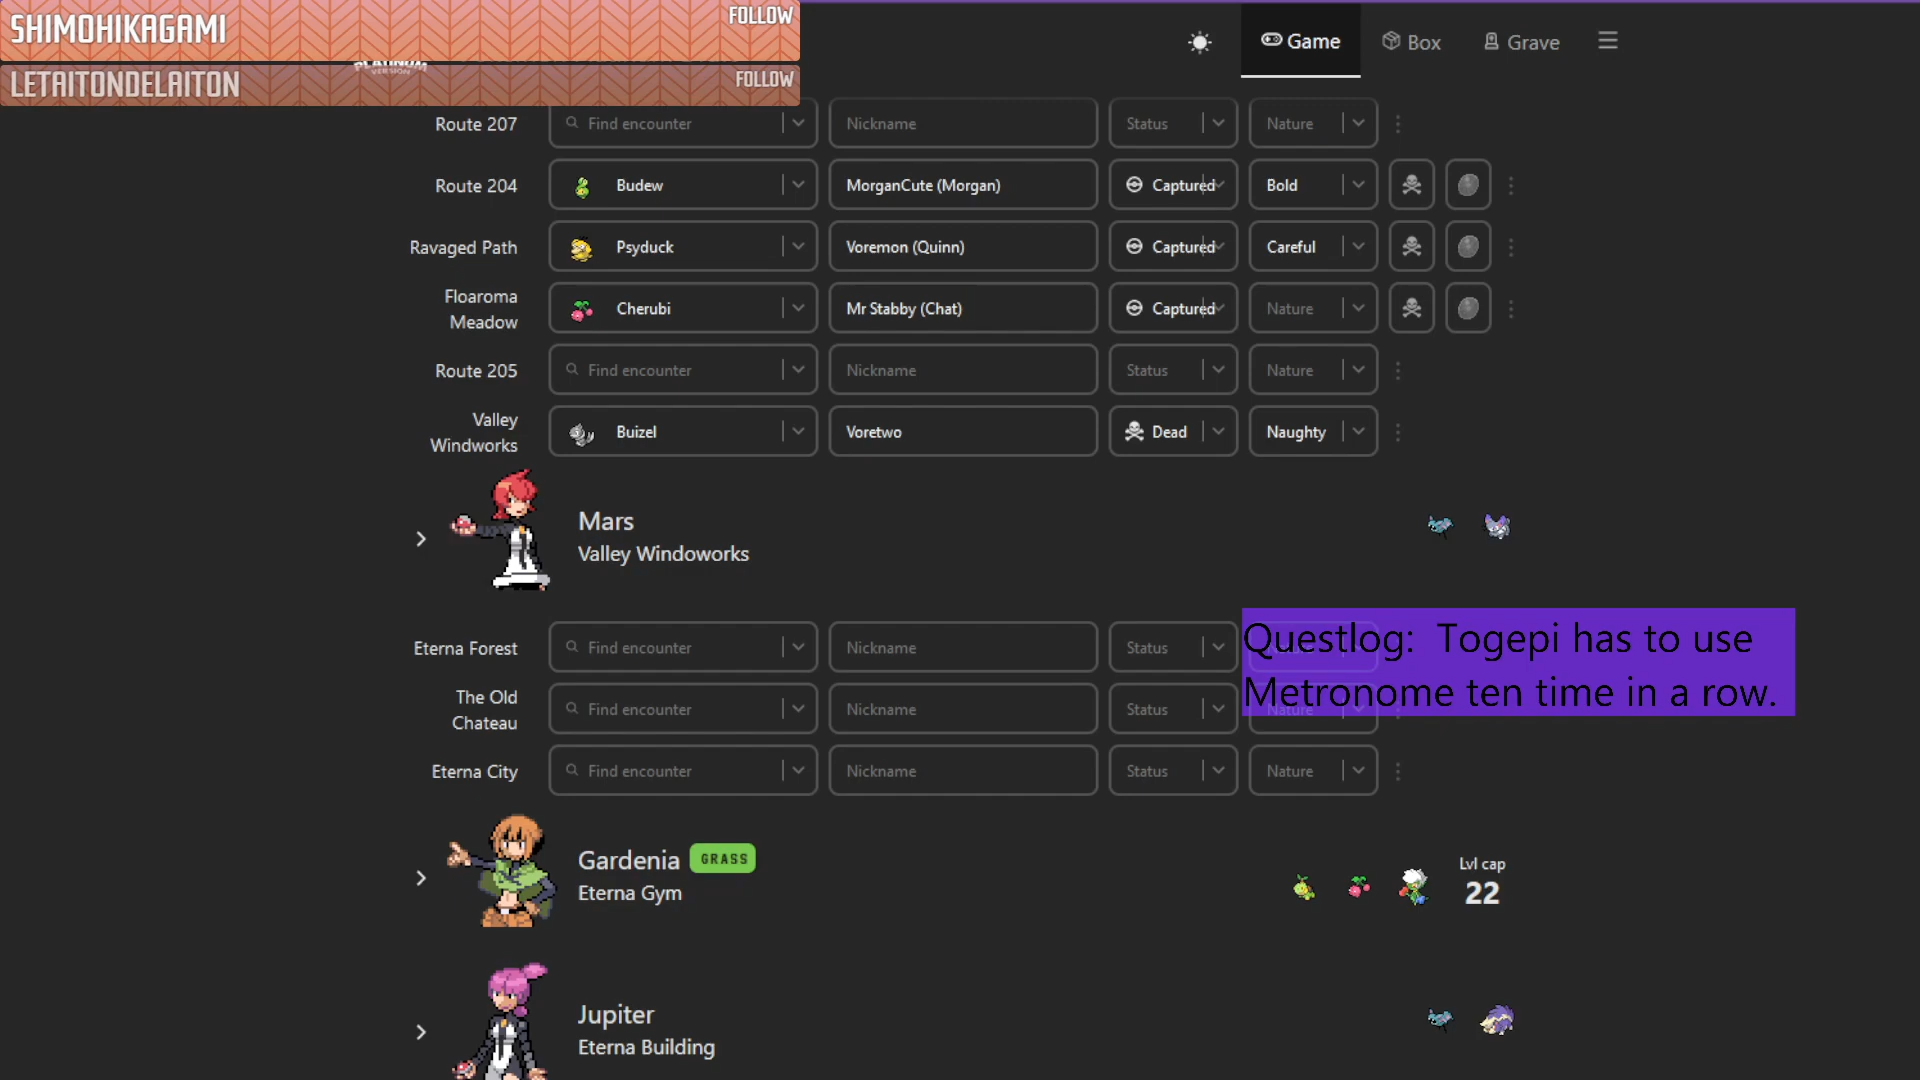 SHIMOHIKAGAMI FOLLOW
LETAITONDELAITON FOLLOW
PLATINUM
VERSION
Game Box Grave
Route 207 Find encounter Nickname Status Nature
Route 204 Budew MorganCute (Morgan) Captured Bold
Ravaged Path Psyduck Voremon (Quinn) Captured Careful
Floaroma
Meadow Cherubi Mr Stabby (Chat) Captured Nature
Route 205 Find encounter Nickname Status Nature
Valley
Windworks Buizel Voretwo Dead Naughty
Mars
Valley Windoworks
Eterna Forest Find encounter Nickname Status
The Old
Chateau Find encounter Nickname Status Nature
Questlog: Togepi has to use
Metronome ten time in a row.
Eterna City Find encounter Nickname Status Nature
Gardenia GRASS
Eterna Gym
Lvl cap
22
Jupiter
Eterna Building